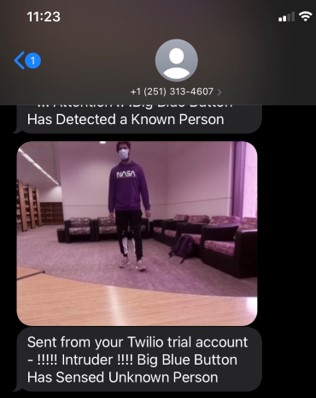 11:23
1
+1 (251) 313-4607 >
... Attention!! .Big Blue Button
Has Detected a Known Person
NASA
Sent from your Twilio trial account
- !!!!! Intruder !!!! Big Blue Button
Has Sensed Unknown Person